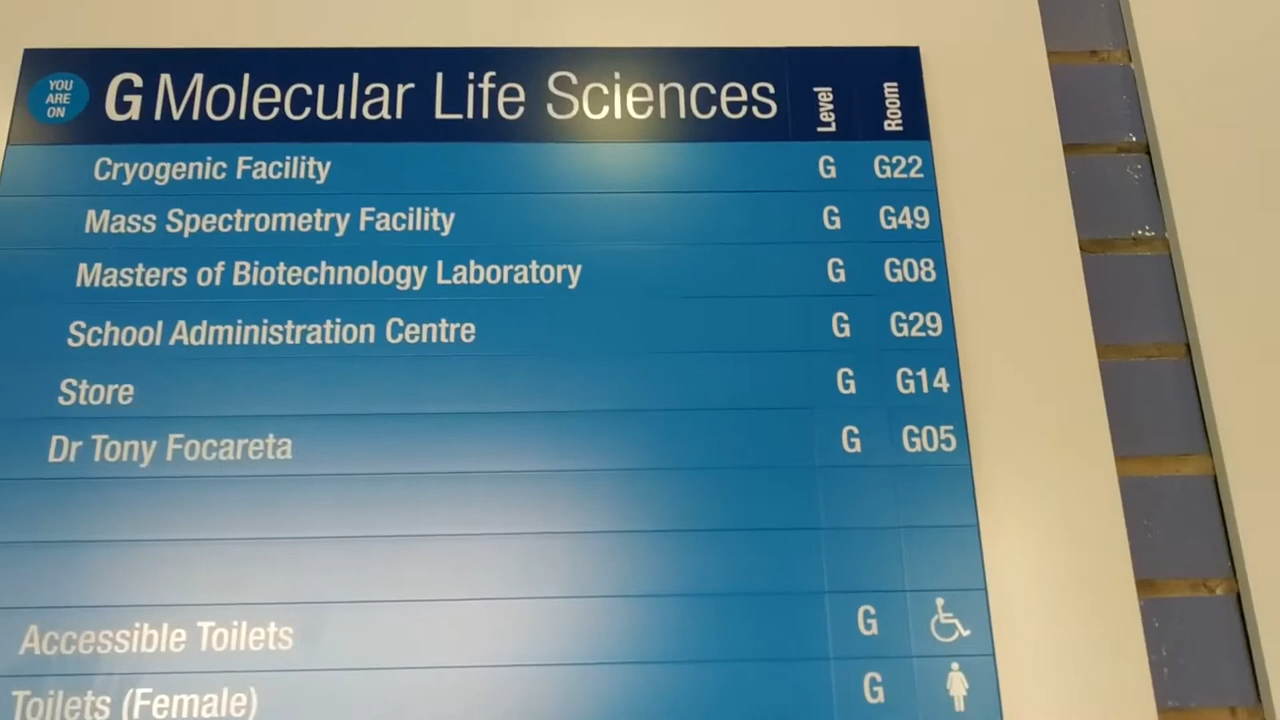 YOU
ARE
ON
G Molecular Life Sciences Level Room
Cryogenic Facility G G22
Mass Spectrometry Facility G G49
Masters of Biotechnology Laboratory G G08
School Administration Centre G G29
Store G G14
Dr Tony Focareta G G05
Accessible Toilets G
Toilets (Female) G